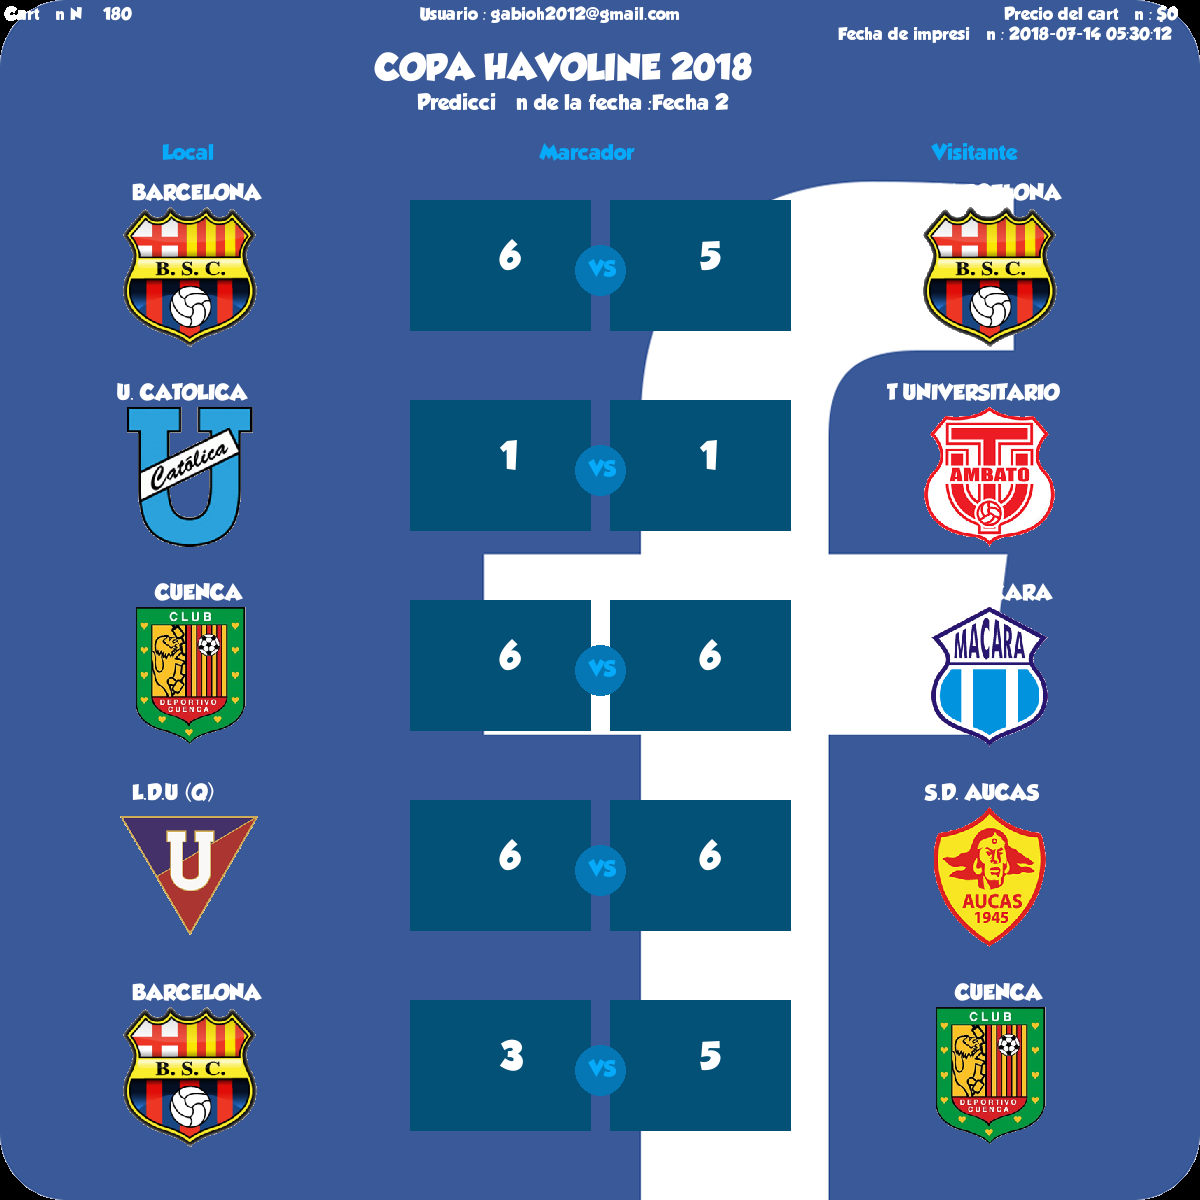 Cart n N 180
Usuario : gabioh2012@gmail.com
Precio del cart n : $0
Fecha de impresi n : 2018-07-14 05:30:12
COPA HAVOLINE 2018
Predicci n de la fecha :Fecha 2
Local
Marcador
Visitante
BARCELONA
ONA
B. S. C.
6
VS
5
B. S. C.
U. CATOLICA
T UNIVERSITARIO
Católica
1
VS
1
AMBATO
CUENCA
CARA
CLUB
DEPORTIVO
CUENCA
6
VS
6
MACARA
L.D.U (Q)
S.D. AUCAS
U
6
VS
6
AUCAS
1945
BARCELONA
CUENCA
B. S. C.
3
VS
5
CLUB
DEPORTIVO
CUENCA